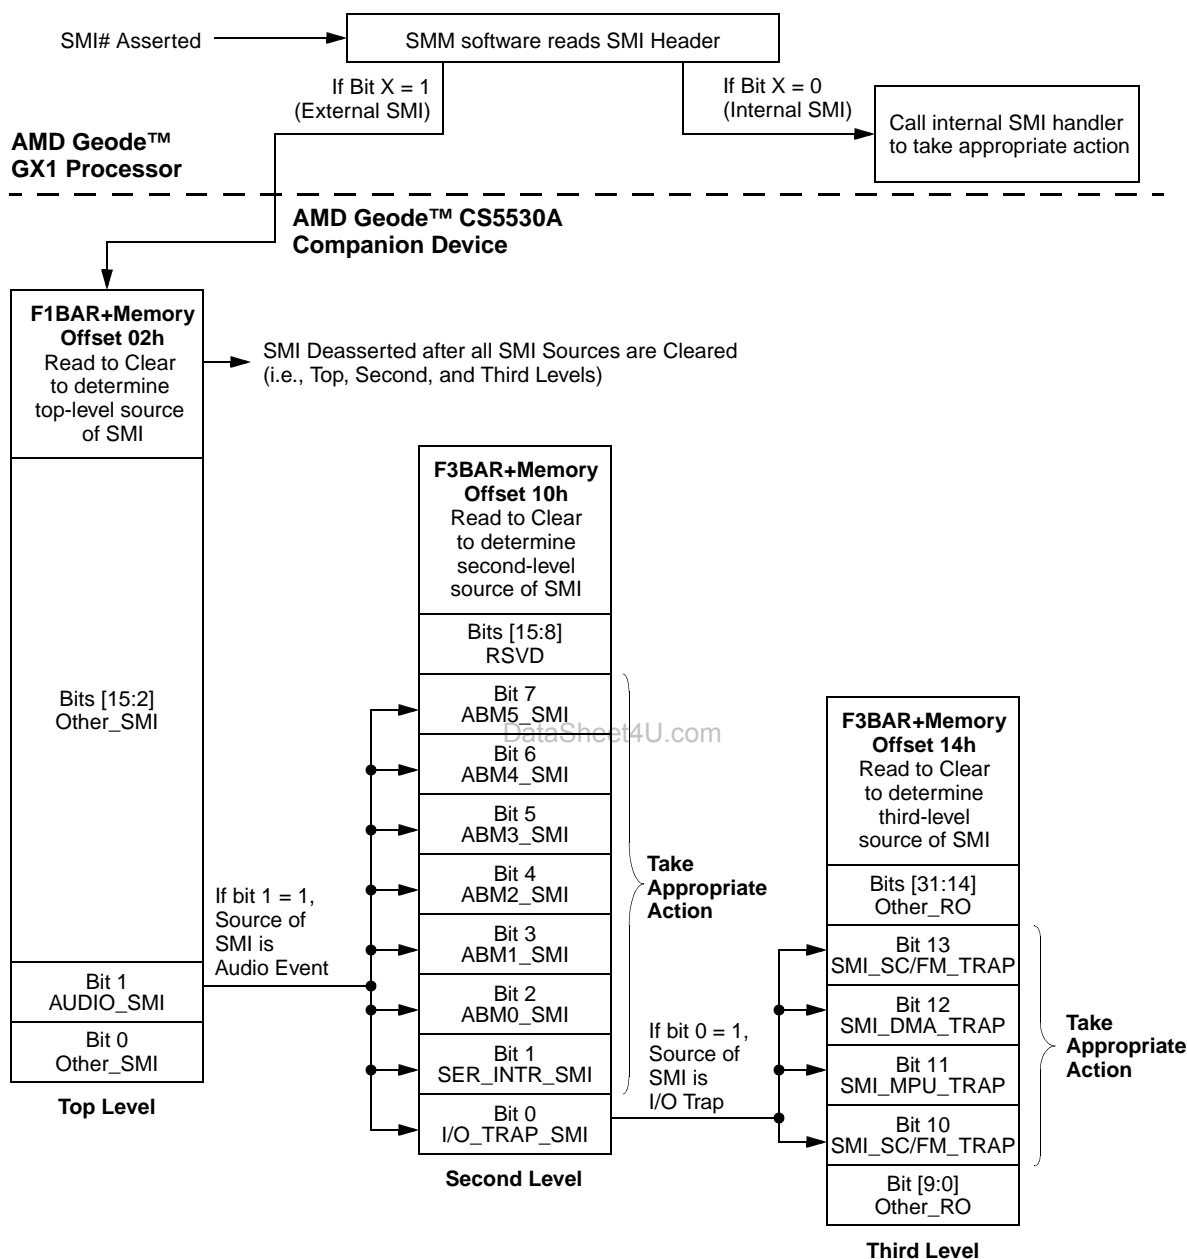 SMI# Asserted
SMM software reads SMI Header
If Bit X = 1
(External SMI)
If Bit X = 0
(Internal SMI)
Call internal SMI handler
to take appropriate action
AMD Geode™
GX1 Processor
AMD Geode™ CS5530A
Companion Device
F1BAR+Memory
Offset 02h
Read to Clear
to determine
top-level source
of SMI
SMI Deasserted after all SMI Sources are Cleared
(i.e., Top, Second, and Third Levels)
Bits [15:2]
Other_SMI
Bit 1
AUDIO_SMI
Bit 0
Other_SMI
Top Level
If bit 1 = 1,
Source of
SMI is
Audio Event
F3BAR+Memory
Offset 10h
Read to Clear
to determine
second-level
source of SMI
Bits [15:8]
RSVD
Bit 7
ABM5_SMI
DataSheet4U.com
Bit 6
ABM4_SMI
Bit 5
ABM3_SMI
Bit 4
ABM2_SMI
Bit 3
ABM1_SMI
Bit 2
ABM0_SMI
Bit 1
SER_INTR_SMI
Bit 0
I/O_TRAP_SMI
Second Level
Take
Appropriate
Action
If bit 0 = 1,
Source of
SMI is
I/O Trap
F3BAR+Memory
Offset 14h
Read to Clear
to determine
third-level
source of SMI
Bits [31:14]
Other_RO
Bit 13
SMI_SC/FM_TRAP
Bit 12
SMI_DMA_TRAP
Bit 11
SMI_MPU_TRAP
Bit 10
SMI_SC/FM_TRAP
Bit [9:0]
Other_RO
Third Level
Take
Appropriate
Action